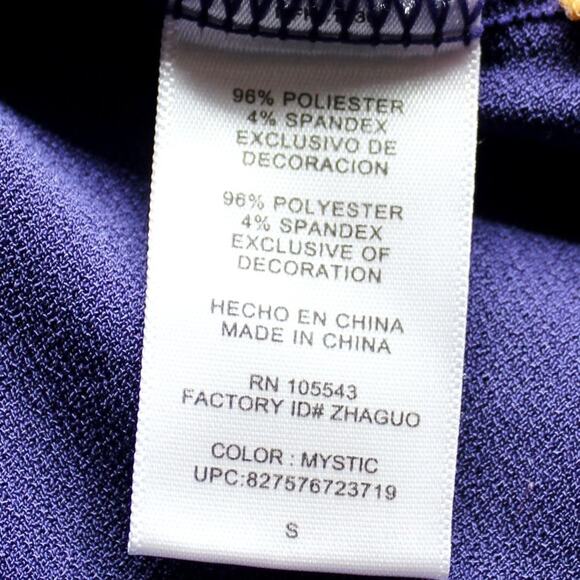 96% POLIESTER
4% SPANDEX
EXCLUSIVO DE
DECORACION
96% POLYESTER
4% SPANDEX
EXCLUSIVE OF
DECORATION
HECHO EN CHINA
MADE IN CHINA
RN 105543
FACTORY ID# ZHAGUO
COLOR : MYSTIC
UPC:827576723719
S